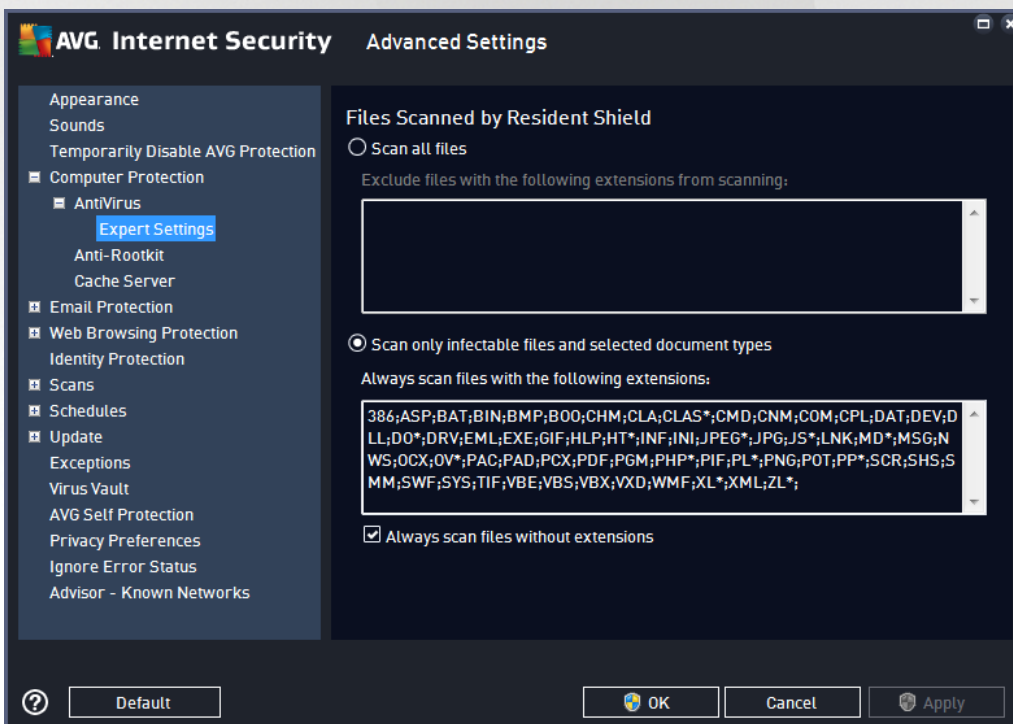 AVG. Internet Security Advanced Settings
Appearance
Sounds
Temporarily Disable AVG Protection
Computer Protection
AntiVirus
Expert Settings
Anti-Rootkit
Cache Server
Email Protection
Web Browsing Protection
Identity Protection
Scans
Schedules
Update
Exceptions
Virus Vault
AVG Self Protection
Privacy Preferences
Ignore Error Status
Advisor - Known Networks
Files Scanned by Resident Shield
Scan all files
Exclude files with the following extensions from scanning:
Scan only infectable files and selected document types
Always scan files with the following extensions:
386;ASP;BAT;BIN;BMP;BOO;CHM;CLA;CLAS*;CMD;CNM;COM;CPL;DAT;DEV;D
LL;DO*;DRV;EML;EXE;GIF;HLP;HT*;INF;INI;JPEG*;JPG;JS*;LNK;MD*;MSG;N
WS;OCX;OV*;PAC;PAD;PCX;PDF;PGM;PHP*;PIF;PL*;PNG;POT;PP*;SCR;SHS;S
MM;SWF;SYS;TIF;VBE;VBS;VBX;VXD;WMF;XL*;XML;ZL*;
Always scan files without extensions
? Default OK Cancel Apply